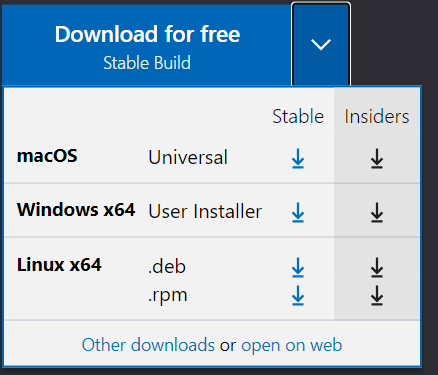 Download for free
Stable Build
Stable Insiders
macOS Universal
Windows x64 User Installer
Linux x64 .deb
.rpm
Other downloads or open on web